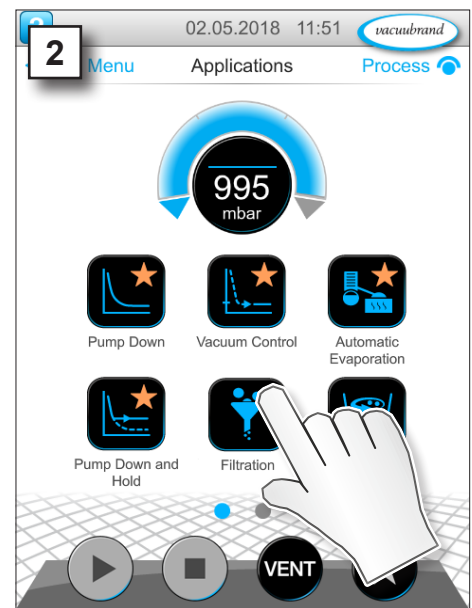 02.05.2018 11:51 vacuubrand
2
Menu Applications Process
995
mbar
Pump Down Vacuum Control Automatic
Evaporation
Pump Down and
Hold
Filtration
VENT